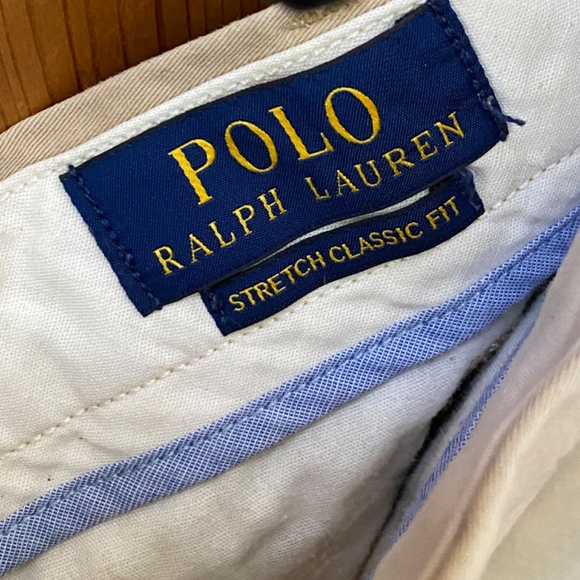 POLO
RALPH LAUREN
STRETCH CLASSIC FIT